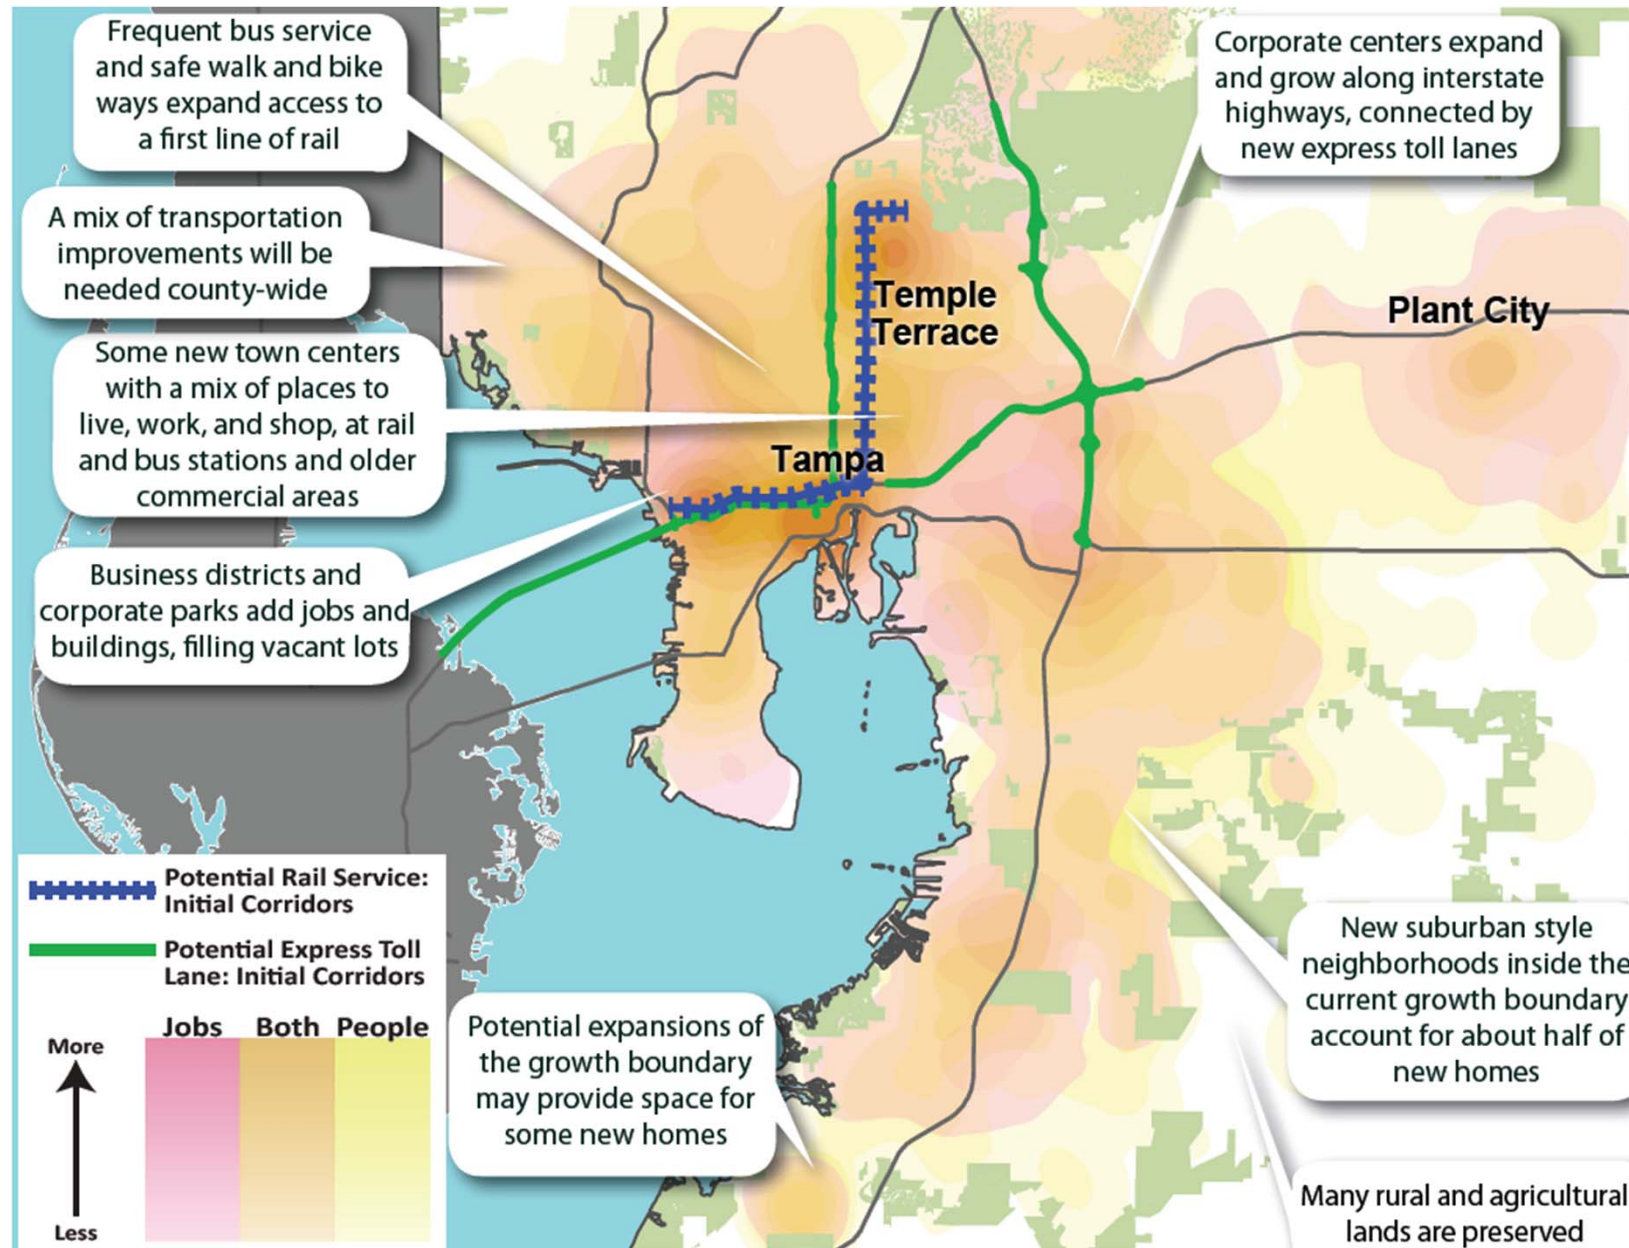 Frequent bus service
and safe walk and bike
ways expand access to
a first line of rail
Corporate centers expand
and grow along interstate
highways, connected by
new express toll lanes
A mix of transportation
improvements will be
needed county-wide
Temple
Terrace
Plant City
Some new town centers
with a mix of places to
live, work, and shop, at rail
and bus stations and older
commercial areas
Tampa
Business districts and
corporate parks add jobs and
buildings, filling vacant lots
Potential Rail Service:
Initial Corridors
Potential Express Toll
Lane: Initial Corridors
Jobs Both People
More
Less
Potential expansions of
the growth boundary
may provide space for
some new homes
New suburban style
neighborhoods inside the
current growth boundary
account for about half of
new homes
Many rural and agricultural
lands are preserved